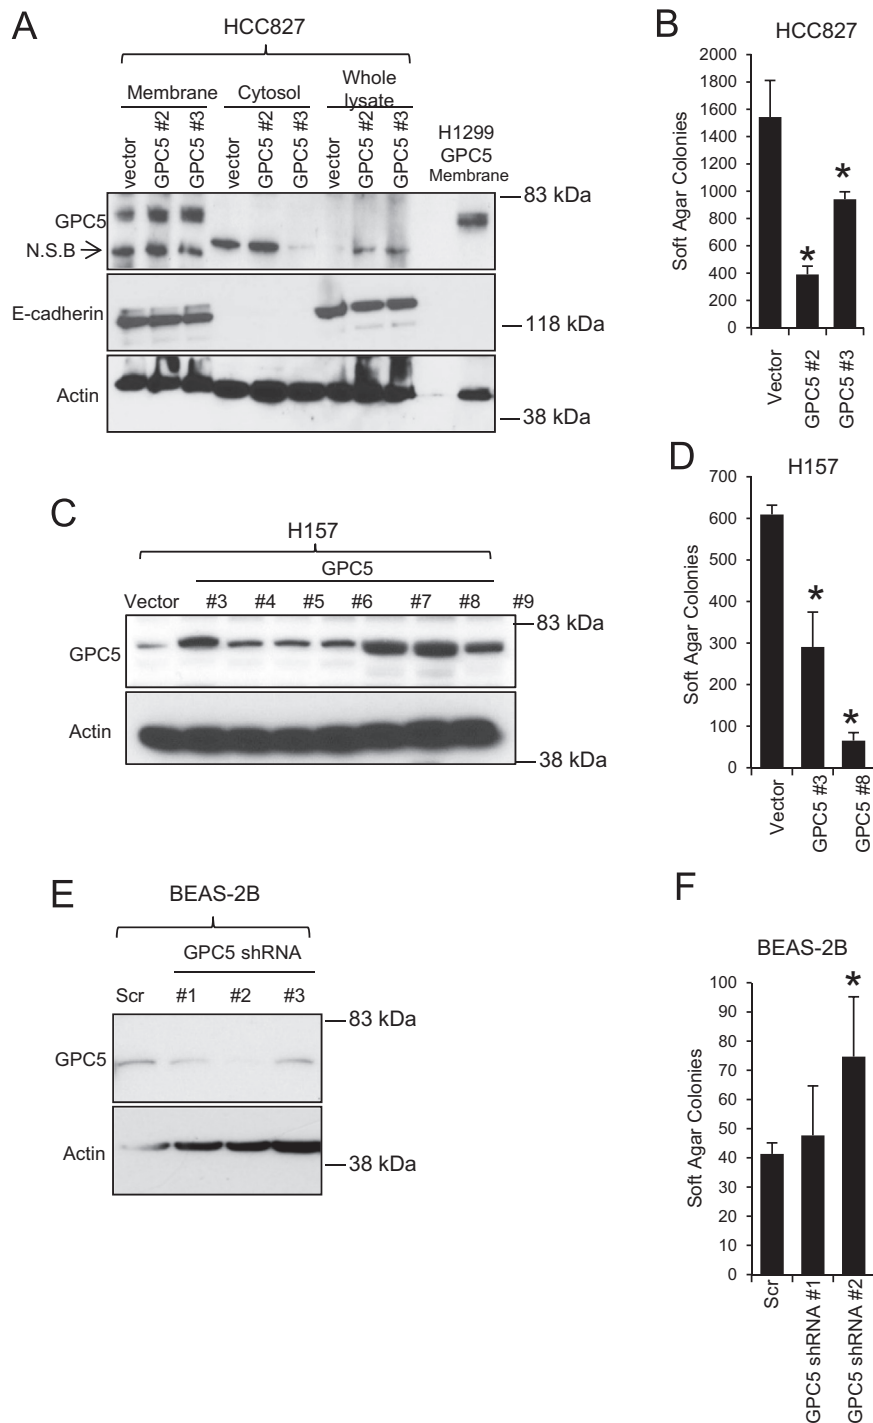 A
HCC827
Membrane
Cytosol
Whole
lysate
vector
GPC5 #2
GPC5 #3
vector
GPC5 #2
GPC5 #3
vector
GPC5 #2
GPC5 #3
H1299
GPC5
Membrane
83 kDa
GPC5
N.S.B
E-cadherin
118 kDa
Actin
38 kDa
B
HCC827
Soft Agar Colonies
2000
1800
1600
1400
1200
1000
800
600
400
200
0
*
*
Vector
GPC5 #2
GPC5 #3
C
H157
GPC5
Vector #3 #4 #5 #6 #7 #8 #9
83 kDa
GPC5
Actin
38 kDa
D
H157
Soft Agar Colonies
700
600
500
400
300
200
100
0
*
*
Vector
GPC5 #3
GPC5 #8
E
BEAS-2B
GPC5 shRNA
Scr #1 #2 #3
83 kDa
GPC5
Actin
38 kDa
F
BEAS-2B
Soft Agar Colonies
100
90
80
70
60
50
40
30
20
10
0
*
Scr
GPC5 shRNA #1
GPC5 shRNA #2